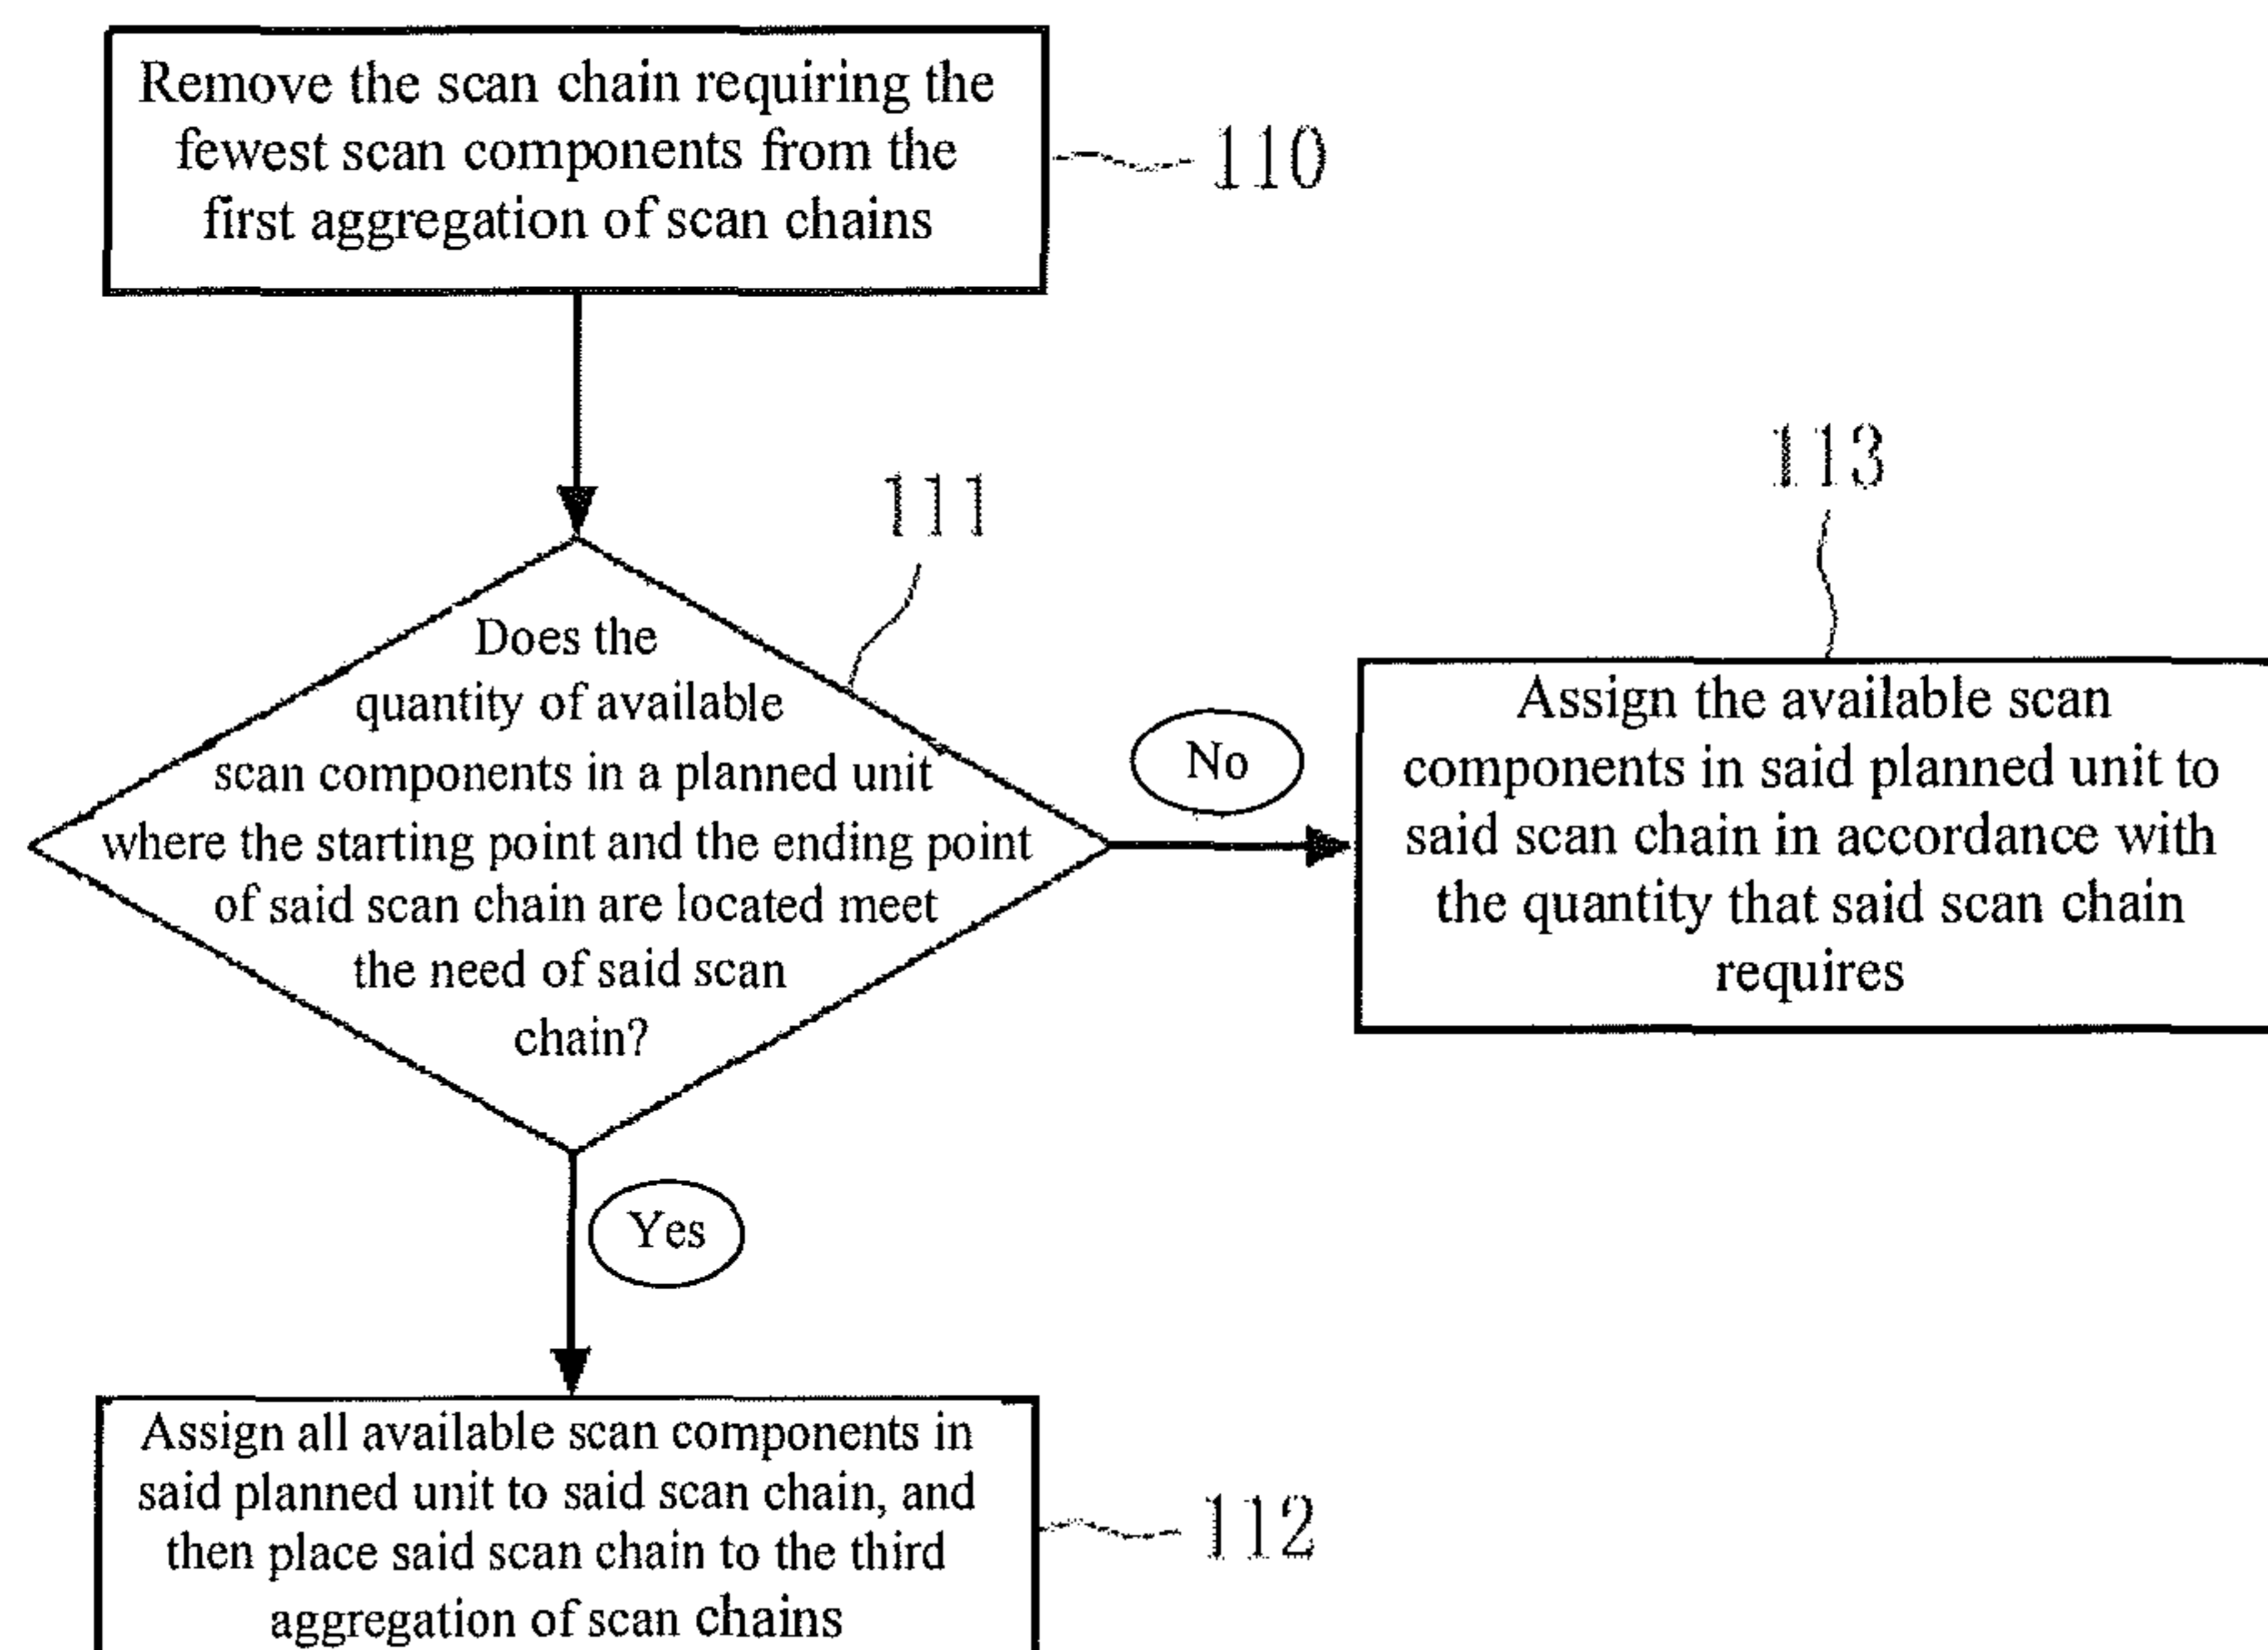 Remove the scan chain requiring the
fewest scan components from the
first aggregation of scan chains
110
111
Does the
quantity of available
scan components in a planned unit
where the starting point and the ending point
of said scan chain are located meet
the need of said scan
chain?
No
113
Assign the available scan
components in said planned unit to
said scan chain in accordance with
the quantity that said scan chain
requires
Yes
Assign all available scan components in
said planned unit to said scan chain, and
then place said scan chain to the third
aggregation of scan chains
112